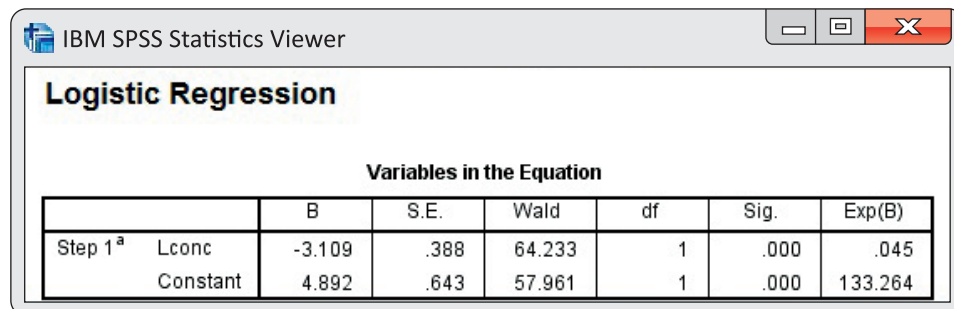 IBM SPSS Statistics Viewer
Logistic Regression
Variables in the Equation
B S.E. Wald df Sig. Exp(B)
Step 1a Lconc -3.109 .388 64.233 1 .000 .045
Constant 4.892 .643 57.961 1 .000 133.264